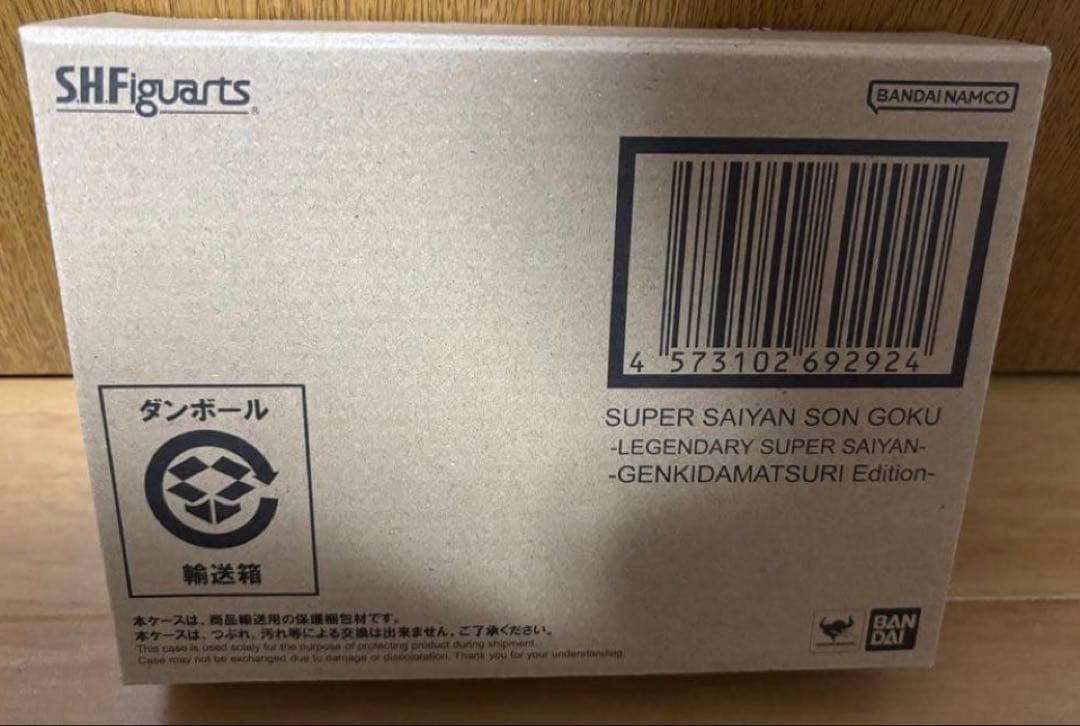 S.H.Figuarts®
BANDAI NAMCO
4 573102 692924
SUPER SAIYAN SON GOKU
-LEGENDARY SUPER SAIYAN-
-GENKIDAMATSURI Edition-
ダンボール
輸送箱
本ケースは、商品輸送用の保護梱包材です。
本ケースは、つぶれ、汚れ等による交換は出来ません。ご了承ください。
This case is used solely for the purpose of protecting product during shipment.
Case may not be exchanged due to damage or discoloration. Thank you for your understanding.
BAN
DAI